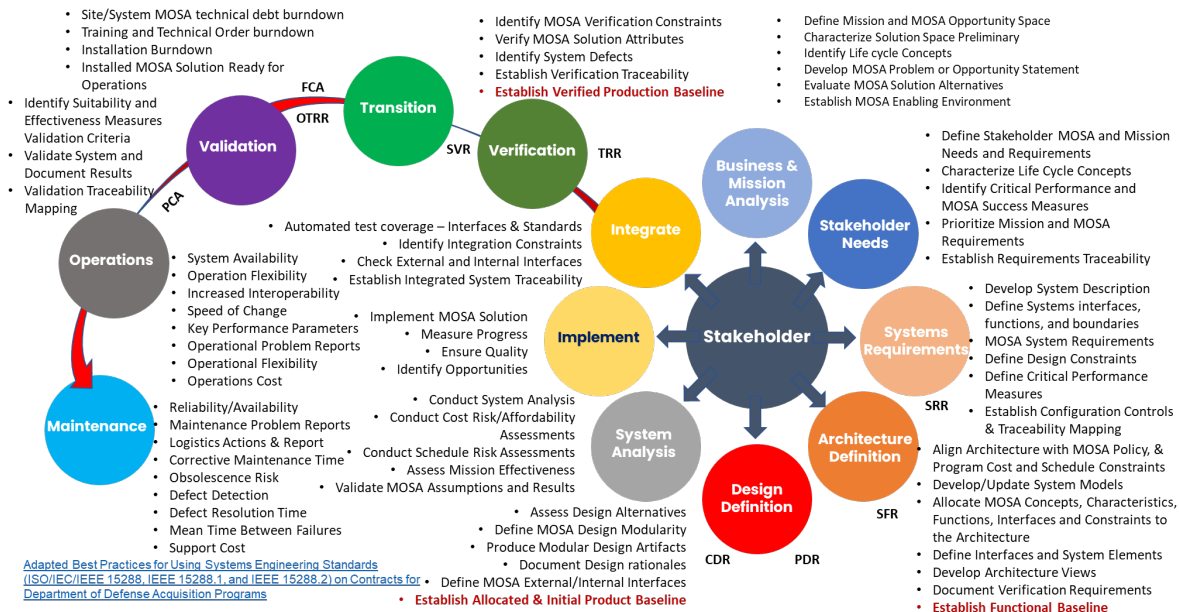 • Site/System MOSA technical debt burndown
• Training and Technical Order burndown
• Installation Burndown
• Installed MOSA Solution Ready for
Operations
• Identify Suitability and
Effectiveness Measures
Validation Criteria
• Validate System and
Document Results
• Validation Traceability
Mapping
• Identify MOSA Verification Constraints
• Verify MOSA Solution Attributes
• Identify System Defects
• Establish Verification Traceability
• Establish Verified Production Baseline
• Define Mission and MOSA Opportunity Space
• Characterize Solution Space Preliminary
• Identify Life cycle Concepts
• Develop MOSA Problem or Opportunity Statement
• Evaluate MOSA Solution Alternatives
• Establish MOSA Enabling Environment
FCA
OTRR
Transition
SVR
Verification
TRR
Validation
PCA
Operations
Maintenance
Business &
Mission
Analysis
Stakeholder
Needs
Integrate
Implement
Stakeholder
Systems
Requirements
SRR
System
Analysis
Architecture
Definition
SFR
Design
Definition
CDR
PDR
• Define Stakeholder MOSA and Mission
Needs and Requirements
• Characterize Life Cycle Concepts
• Identify Critical Performance and
MOSA Success Measures
• Prioritize Mission and MOSA
Requirements
• Establish Requirements Traceability
• Automated test coverage – Interfaces & Standards
• Identify Integration Constraints
• Check External and Internal Interfaces
• Establish Integrated System Traceability
• System Availability
• Operation Flexibility
• Increased Interoperability
• Speed of Change
• Key Performance Parameters
• Operational Problem Reports
• Operational Flexibility
• Operations Cost
• Implement MOSA Solution
• Measure Progress
• Ensure Quality
• Identify Opportunities
• Develop System Description
• Define Systems interfaces,
functions, and boundaries
• MOSA System Requirements
• Define Design Constraints
• Define Critical Performance
Measures
• Establish Configuration Controls
& Traceability Mapping
• Reliability/Availability
• Maintenance Problem Reports
• Logistics Actions & Report
• Corrective Maintenance Time
• Obsolescence Risk
• Defect Detection
• Defect Resolution Time
• Mean Time Between Failures
• Support Cost
• Conduct System Analysis
• Conduct Cost Risk/Affordability
Assessments
• Conduct Schedule Risk Assessments
• Assess Mission Effectiveness
• Validate MOSA Assumptions and Results
• Align Architecture with MOSA Policy, &
Program Cost and Schedule Constraints
• Develop/Update System Models
• Allocate MOSA Concepts, Characteristics,
Functions, Interfaces and Constraints to
the Architecture
• Define Interfaces and System Elements
• Develop Architecture Views
• Document Verification Requirements
• Establish Functional Baseline
• Assess Design Alternatives
• Define MOSA Design Modularity
• Produce Modular Design Artifacts
• Document Design rationales
• Define MOSA External/Internal Interfaces
• Establish Allocated & Initial Product Baseline
Adapted Best Practices for Using Systems Engineering Standards
(ISO/IEC/IEEE 15288, IEEE 15288.1, and IEEE 15288.2) on Contracts for
Department of Defense Acquisition Programs